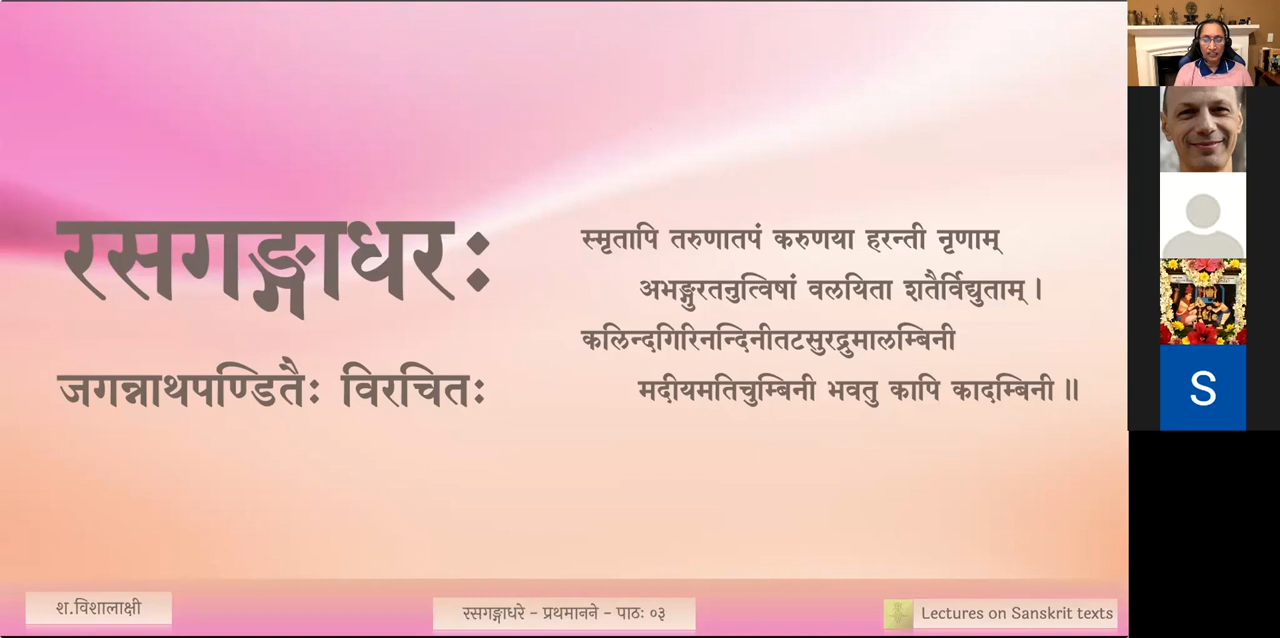 रसगङ्गाधरः
जगन्नाथपण्डितैः विरचितः
स्मृतापि तरुणातपं करुणया हरन्ती नृणाम्
अभङ्गुरतनुत्विषां वलयिता शतैर्विद्युताम् ।
कलिन्दगिरिनन्दिनीतटसुरद्रुमालम्बिनी
मदीयमतिचुम्बिनी भवतु कापि कादम्बिनी ॥
S
श.विशालाक्षी
रसगङ्गाधरे - प्रथमानने - पाठः ०३
Lectures on Sanskrit texts